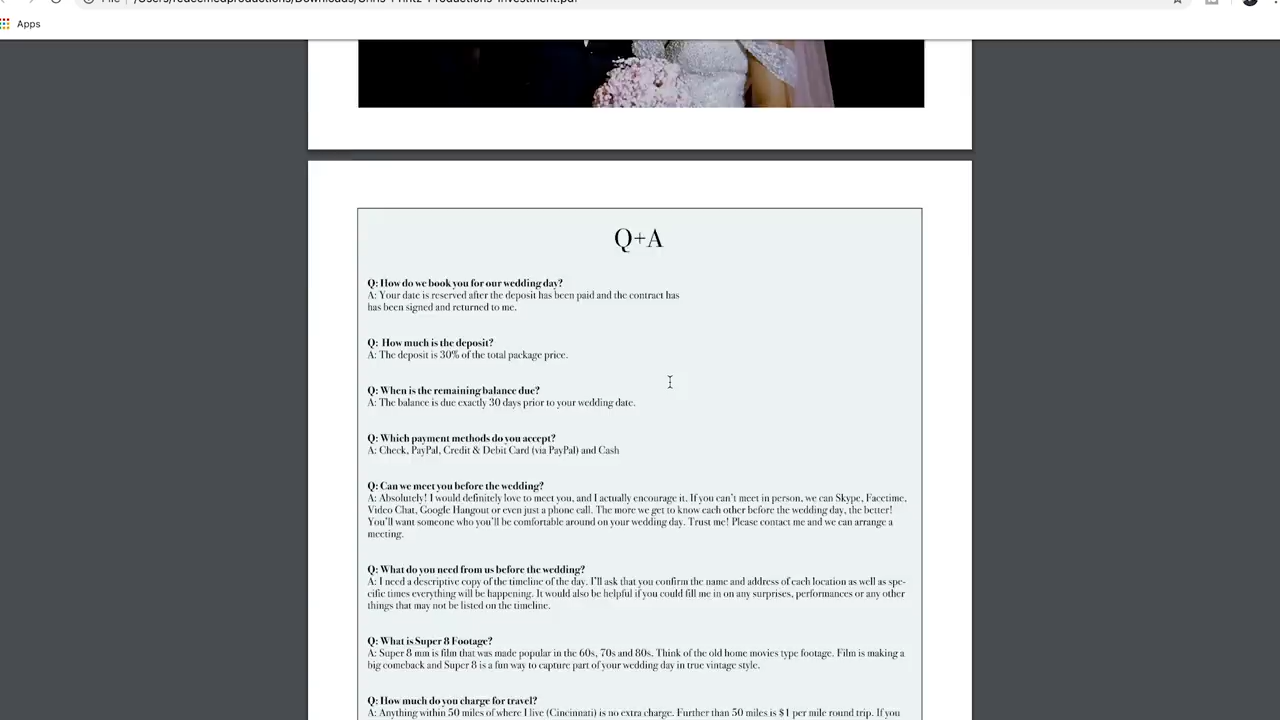 Apps
Q+A
Q: How do we book you for our wedding day?
A: Your date is reserved after the deposit has been paid and the contract has
has been signed and returned to me.
Q: How much is the deposit?
A: The deposit is 30% of the total package price.
Q: When is the remaining balance due?
A: The balance is due exactly 30 days prior to your wedding date.
Q: Which payment methods do you accept?
A: Check, PayPal, Credit & Debit Card (via PayPal) and Cash
Q: Can we meet you before the wedding?
A: Absolutely! I would definitely love to meet you, and I actually encourage it. If you can't meet in person, we can Skype, Facetime,
Video Chat, Google Hangout or even just a phone call. The more we get to know each other before the wedding day, the better!
You'll want someone who you'll be comfortable around on your wedding day. Trust me! Please contact me and we can arrange a
meeting.
Q: What do you need from us before the wedding?
A: I need a descriptive copy of the timeline of the day. I'll ask that you confirm the name and address of each location as well as spe-
cific times everything will be happening. It would also be helpful if you could fill me in on any surprises, performances or any other
things that may not be listed on the timeline.
Q: What is Super 8 Footage?
A: Super 8 mm is film that was made popular in the 60s, 70s and 80s. Think of the old home movies type footage. Film is making a
big comeback and Super 8 is a fun way to capture part of your wedding day in true vintage style.
Q: How much do you charge for travel?
A: Anything within 50 miles of where I live (Cincinnati) is no extra charge. Further than 50 miles is $1 per mile round trip. If you